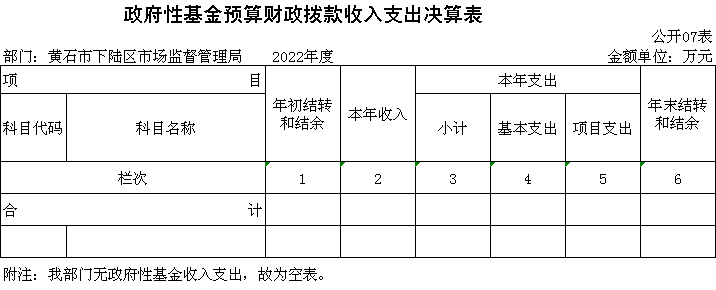 政府性基金预算财政拨款收入支出决算表
公开07表
部门：黄石市下陆区市场监督管理局 2022年度 金额单位：万元
项 目
年初结转
和结余
本年收入
本年支出
年末结转
和结余
科目代码 科目名称 小计 基本支出 项目支出
栏次 1 2 3 4 5 6
合 计
附注：我部门无政府性基金收入支出，故为空表。